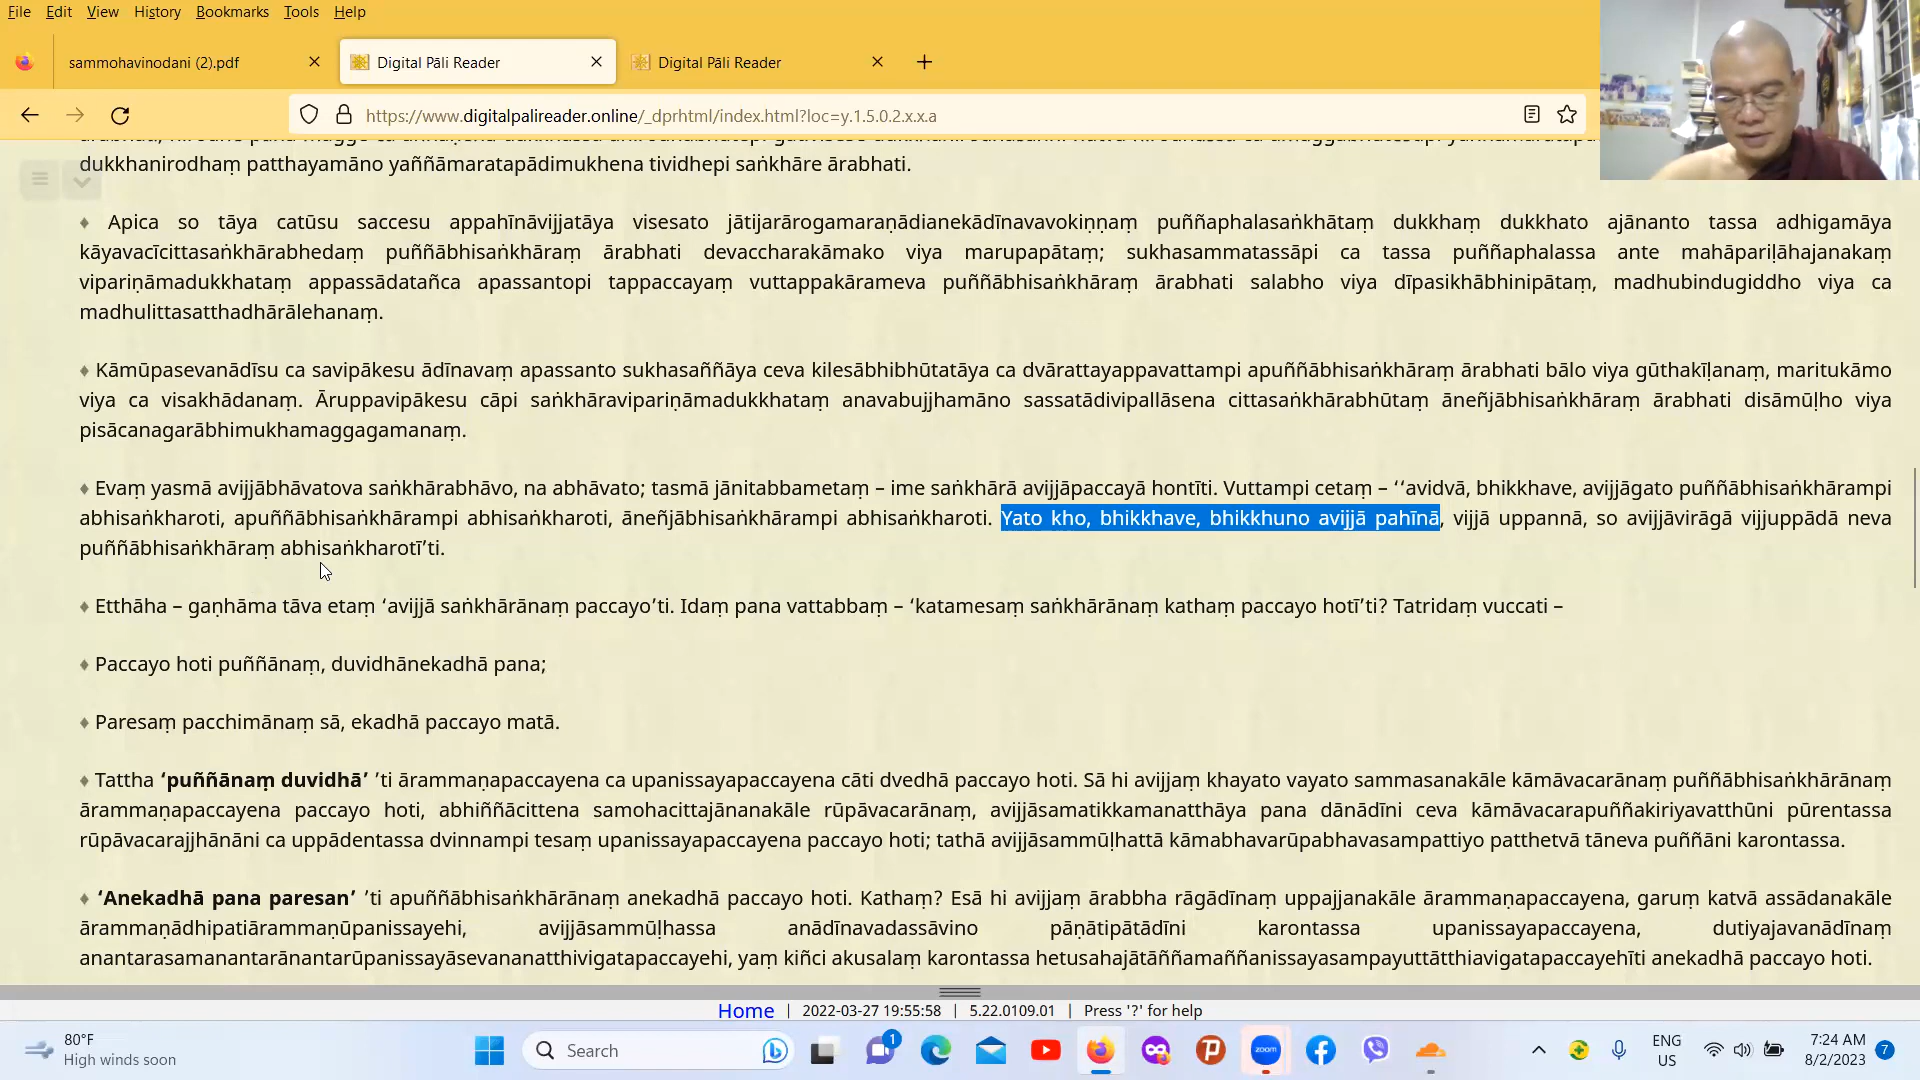 File Edit View History Bookmarks Tools Help
sammohavinodani (2).pdf Digital Pāli Reader Digital Pāli Reader
https://www.digitalpalireader.online/_dprhtml/index.html?loc=y.1.5.0.2.x.x.a
dukkhanirodhaṃ patthayamāno yaññāmaratapādimukhena tividhepi saṅkhāre ārabhati.
♦ Apica so tāya catūsu saccesu appahīnāvijjatāya visesato jātijarārogamaraṇādianekādīnavavokiṇṇaṃ puññaphalasaṅkhātaṃ dukkhaṃ dukkhato ajānanto tassa adhigamāya
kāyavacīcittasaṅkhārabhedaṃ puññābhisaṅkhāraṃ ārabhati devaccharakāmako viya marupapātaṃ; sukhasammatassāpi ca tassa puññaphalassa ante mahāpariḷāhajanakaṃ
vipariṇāmadukkhataṃ appassādatañca apassantopi tappaccayaṃ vuttappakārameva puññābhisaṅkhāraṃ ārabhati salabho viya dīpasikhābhinipātaṃ, madhubindugiddho viya ca
madhulittasatthadhārālehanaṃ.
♦ Kāmūpasevanādīsu ca savipākesu ādīnavaṃ apassanto sukhasaññāya ceva kilesābhibhūtatāya ca dvārattayappavattampi apuññābhisaṅkhāraṃ ārabhati bālo viya gūthakīḷanaṃ, maritukāmo
viya ca visakhādanaṃ. Āruppavipākesu cāpi saṅkhāravipariṇāmadukkhataṃ anavabujjhamāno sassatādivipallāsena cittasaṅkhārabhūtaṃ āneñjābhisaṅkhāraṃ ārabhati disāmūḷho viya
pisācanagarābhimukhamaggagamanaṃ.
♦ Evaṃ yasmā avijjābhāvatova saṅkhārabhāvo, na abhāvato; tasmā jānitabbametaṃ – ime saṅkhārā avijjāpaccayā hontīti. Vuttampi cetaṃ – ‘‘avidvā, bhikkhave, avijjāgato puññābhisaṅkhārampi
abhisaṅkharoti, apuññābhisaṅkhārampi abhisaṅkharoti, āneñjābhisaṅkhārampi abhisaṅkharoti. Yato kho, bhikkhave, bhikkhuno avijjā pahīnā, vijjā uppannā, so avijjāvirāgā vijjuppādā neva
puññābhisaṅkhāraṃ abhisaṅkharotī’ti.
♦ Etthāha – gaṇhāma tāva etaṃ ‘avijjā saṅkhārānaṃ paccayo’ti. Idaṃ pana vattabbaṃ – ‘katamesaṃ saṅkhārānaṃ kathaṃ paccayo hotī’ti? Tatridaṃ vuccati –
♦ Paccayo hoti puññānaṃ, duvidhānekadhā pana;
♦ Paresaṃ pacchimānaṃ sā, ekadhā paccayo matā.
♦ Tattha ‘puññānaṃ duvidhā’ ’ti ārammaṇapaccayena ca upanissayapaccayena cāti dvedhā paccayo hoti. Sā hi avijjaṃ khayato vayato sammasanakāle kāmāvacarānaṃ puññābhisaṅkhārānaṃ
ārammaṇapaccayena paccayo hoti, abhiññācittena samohacittajānanakāle rūpāvacarānaṃ, avijjāsamatikkamanatthāya pana dānādīni ceva kāmāvacarapuññakiriyavatthūni pūrentassa
rūpāvacarajjhānāni ca uppādentassa dvinnampi tesaṃ upanissayapaccayena paccayo hoti; tathā avijjāsammūḷhattā kāmabhavarūpabhavasampattiyo patthetvā tāneva puññāni karontassa.
♦ ‘Anekadhā pana paresan’ ’ti apuññābhisaṅkhārānaṃ anekadhā paccayo hoti. Kathaṃ? Esā hi avijjaṃ ārabbha rāgādīnaṃ uppajjanakāle ārammaṇapaccayena, garuṃ katvā assādanakāle
ārammaṇādhipatiārammaṇūpanissayehi, avijjāsammūḷhassa anādīnavadassāvino pāṇātipātādīni karontassa upanissayapaccayena, dutiyajavanādīnaṃ
anantarasamanantarānantarūpanissayāsevananatthivigatapaccayehi, yaṃ kiñci akusalaṃ karontassa hetusahajātāññamaññanissayasampayuttātthiavigatapaccayehīti anekadhā paccayo hoti.
Home | 2022-03-27 19:55:58 | 5.22.0109.01 | Press '?' for help
80°F
High winds soon
Search
1
zoom
ENG
US
7:24 AM
8/2/2023
7